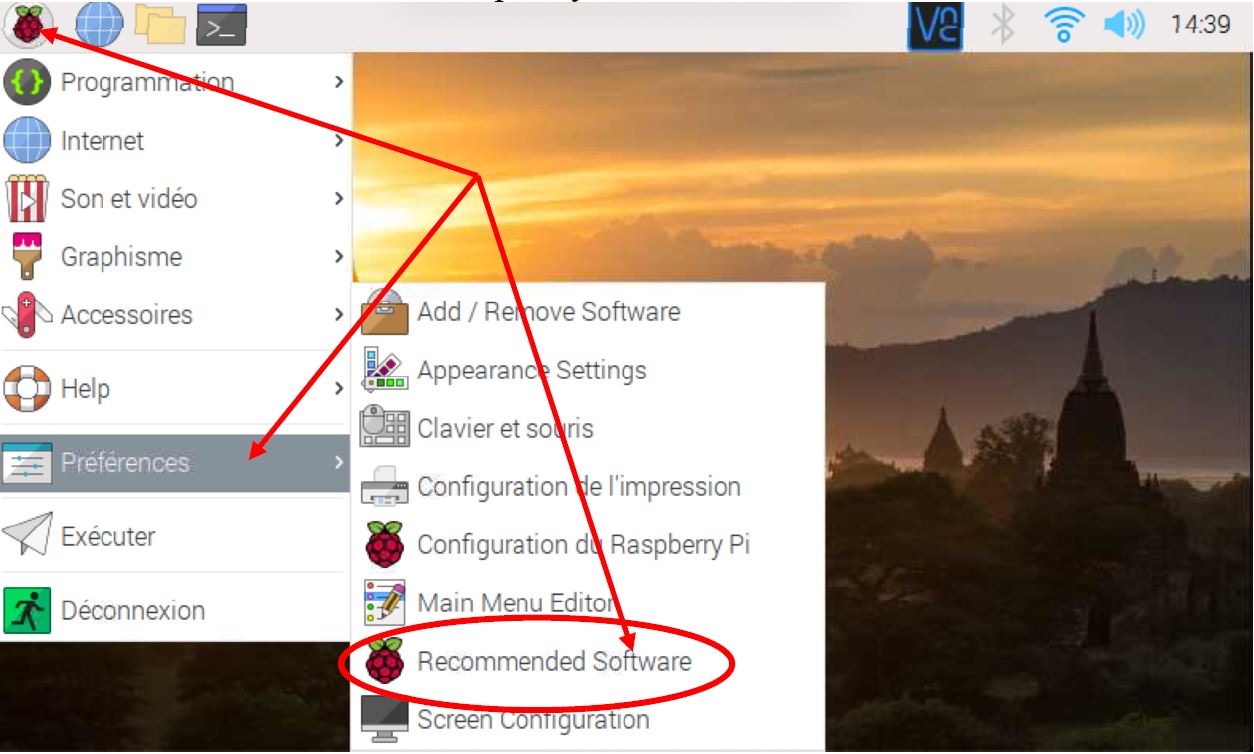 14:39
Programmation
Internet
Son et vidéo
Graphisme
Accessoires
Help
Préférences
Exécuter
Déconnexion
Add / Remove Software
Appearance Settings
Clavier et souris
Configuration de l'impression
Configuration du Raspberry Pi
Main Menu Editor
Recommended Software
Screen Configuration